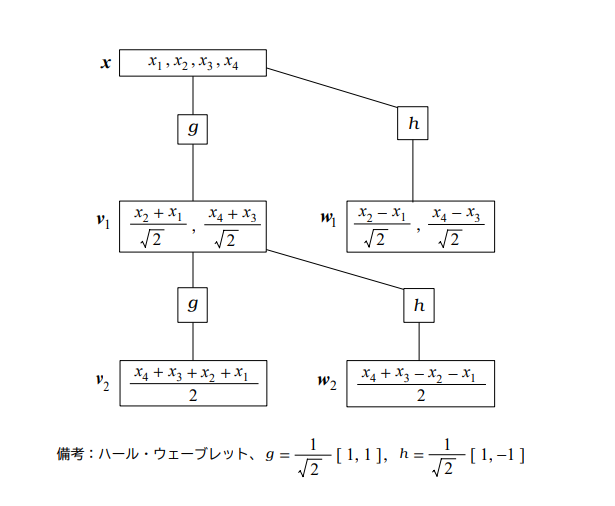 x x₁ , x₂ , x₃ , x₄
g h
v₁ (x₂ + x₁)/√2 , (x₄ + x₃)/√2 w₁ (x₂ − x₁)/√2 , (x₄ − x₃)/√2
g h
v₂ (x₄ + x₃ + x₂ + x₁)/2 w₂ (x₄ + x₃ − x₂ − x₁)/2
備考：ハール・ウェーブレット、g = 1/√2 [ 1, 1 ], h = 1/√2 [ 1, −1 ]